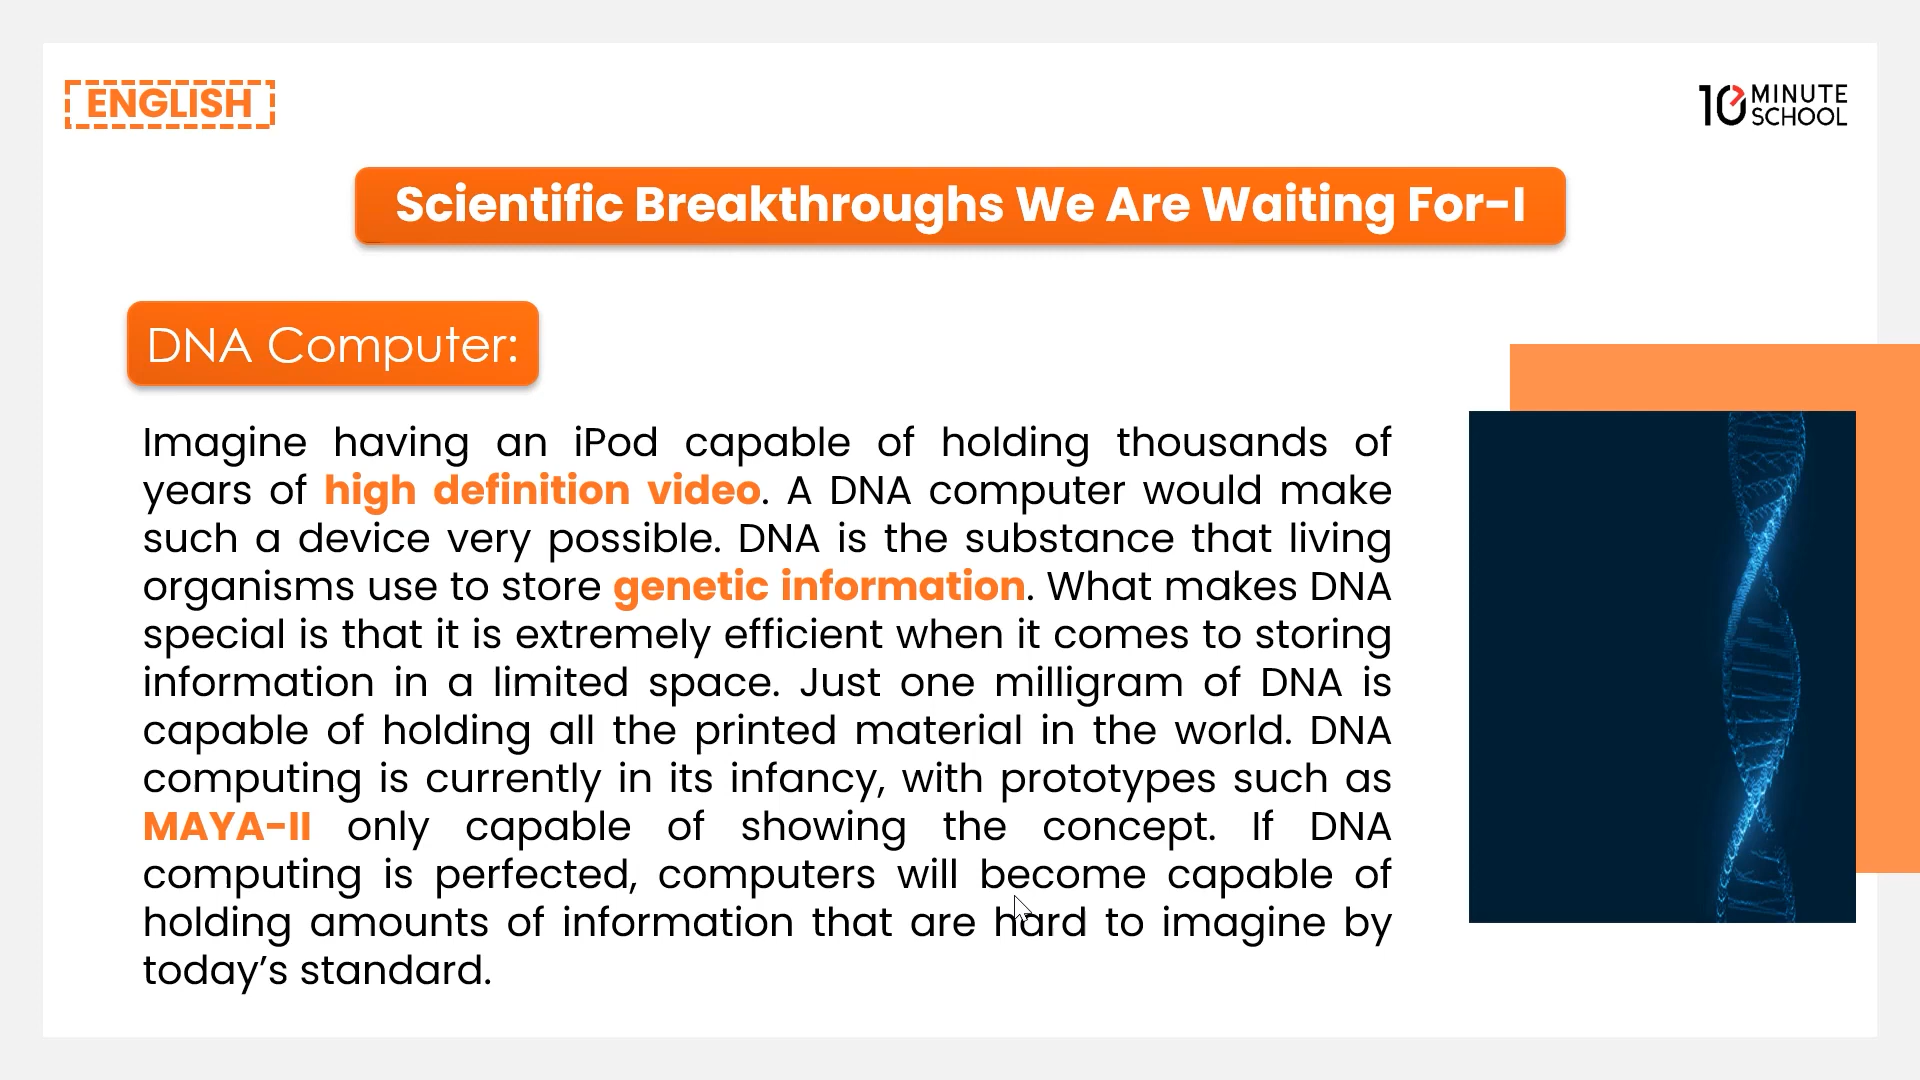 ENGLISH
10 MINUTE
SCHOOL
Scientific Breakthroughs We Are Waiting For-I
DNA Computer:
Imagine having an iPod capable of holding thousands of
years of high definition video. A DNA computer would make
such a device very possible. DNA is the substance that living
organisms use to store genetic information. What makes DNA
special is that it is extremely efficient when it comes to storing
information in a limited space. Just one milligram of DNA is
capable of holding all the printed material in the world. DNA
computing is currently in its infancy, with prototypes such as
MAYA-II only capable of showing the concept. If DNA
computing is perfected, computers will become capable of
holding amounts of information that are hard to imagine by
today’s standard.